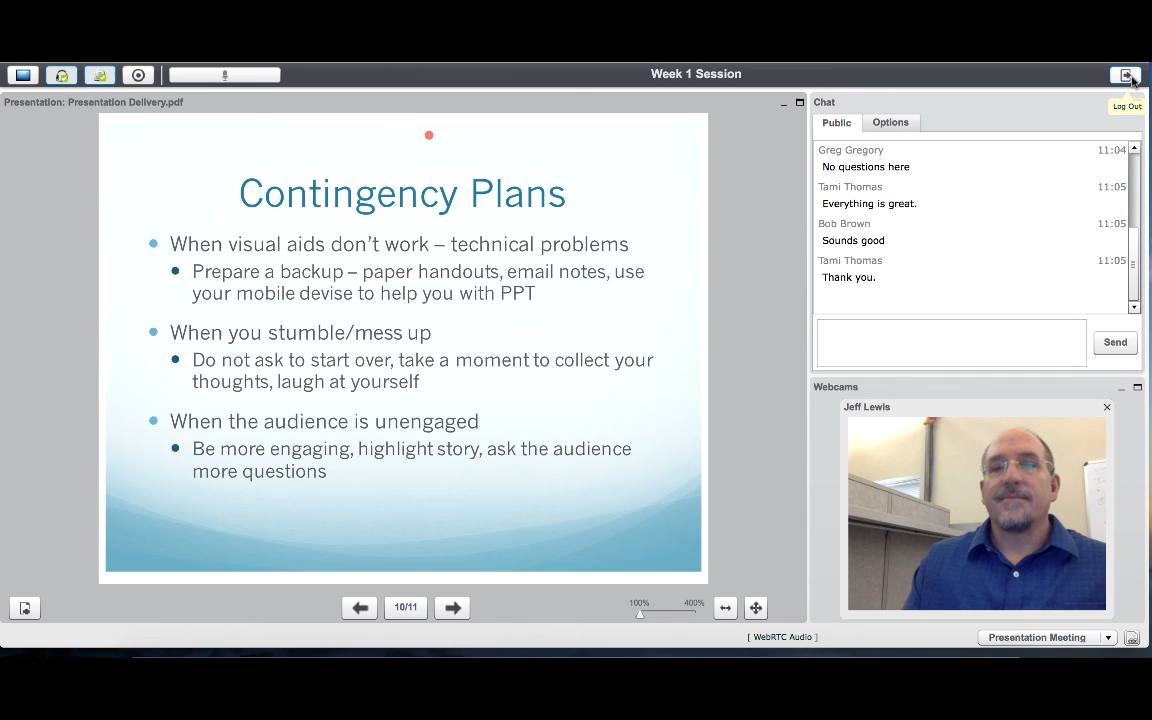 Week 1 Session
Log Out
Presentation: Presentation Delivery.pdf
Contingency Plans
When visual aids don't work – technical problems
Prepare a backup – paper handouts, email notes, use
your mobile devise to help you with PPT
When you stumble/mess up
Do not ask to start over, take a moment to collect your
thoughts, laugh at yourself
When the audience is unengaged
Be more engaging, highlight story, ask the audience
more questions
10/11
100% 400%
Chat
Public Options
Greg Gregory 11:04
No questions here
Tami Thomas 11:05
Everything is great.
Bob Brown 11:05
Sounds good
Tami Thomas 11:05
Thank you.
Send
Webcams
Jeff Lewis
[ WebRTC Audio ]
Presentation Meeting